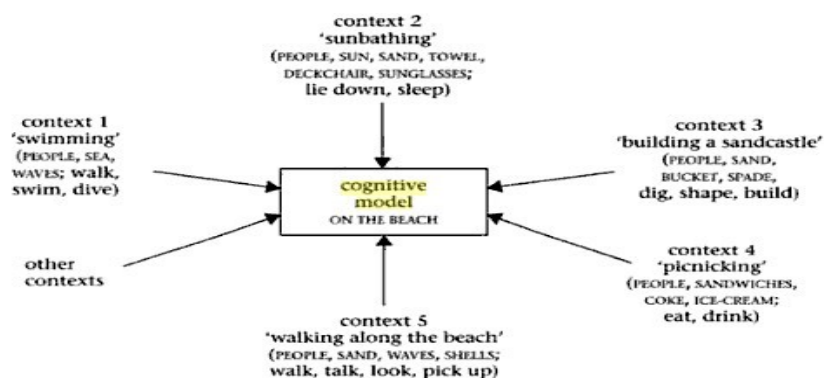 context 2
'sunbathing'
(PEOPLE, SUN, SAND, TOWEL,
DECKCHAIR, SUNGLASSES;
lie down, sleep)
context 1
'swimming'
(PEOPLE, SEA,
WAVES; walk,
swim, dive)
context 3
'building a sandcastle'
(PEOPLE, SAND,
BUCKET, SPADE,
dig, shape, build)
cognitive
model
ON THE BEACH
other
contexts
context 4
'picnicking'
(PEOPLE, SANDWICHES,
COKE, ICE-CREAM;
eat, drink)
context 5
'walking along the beach'
(PEOPLE, SAND, WAVES, SHELLS;
walk, talk, look, pick up)